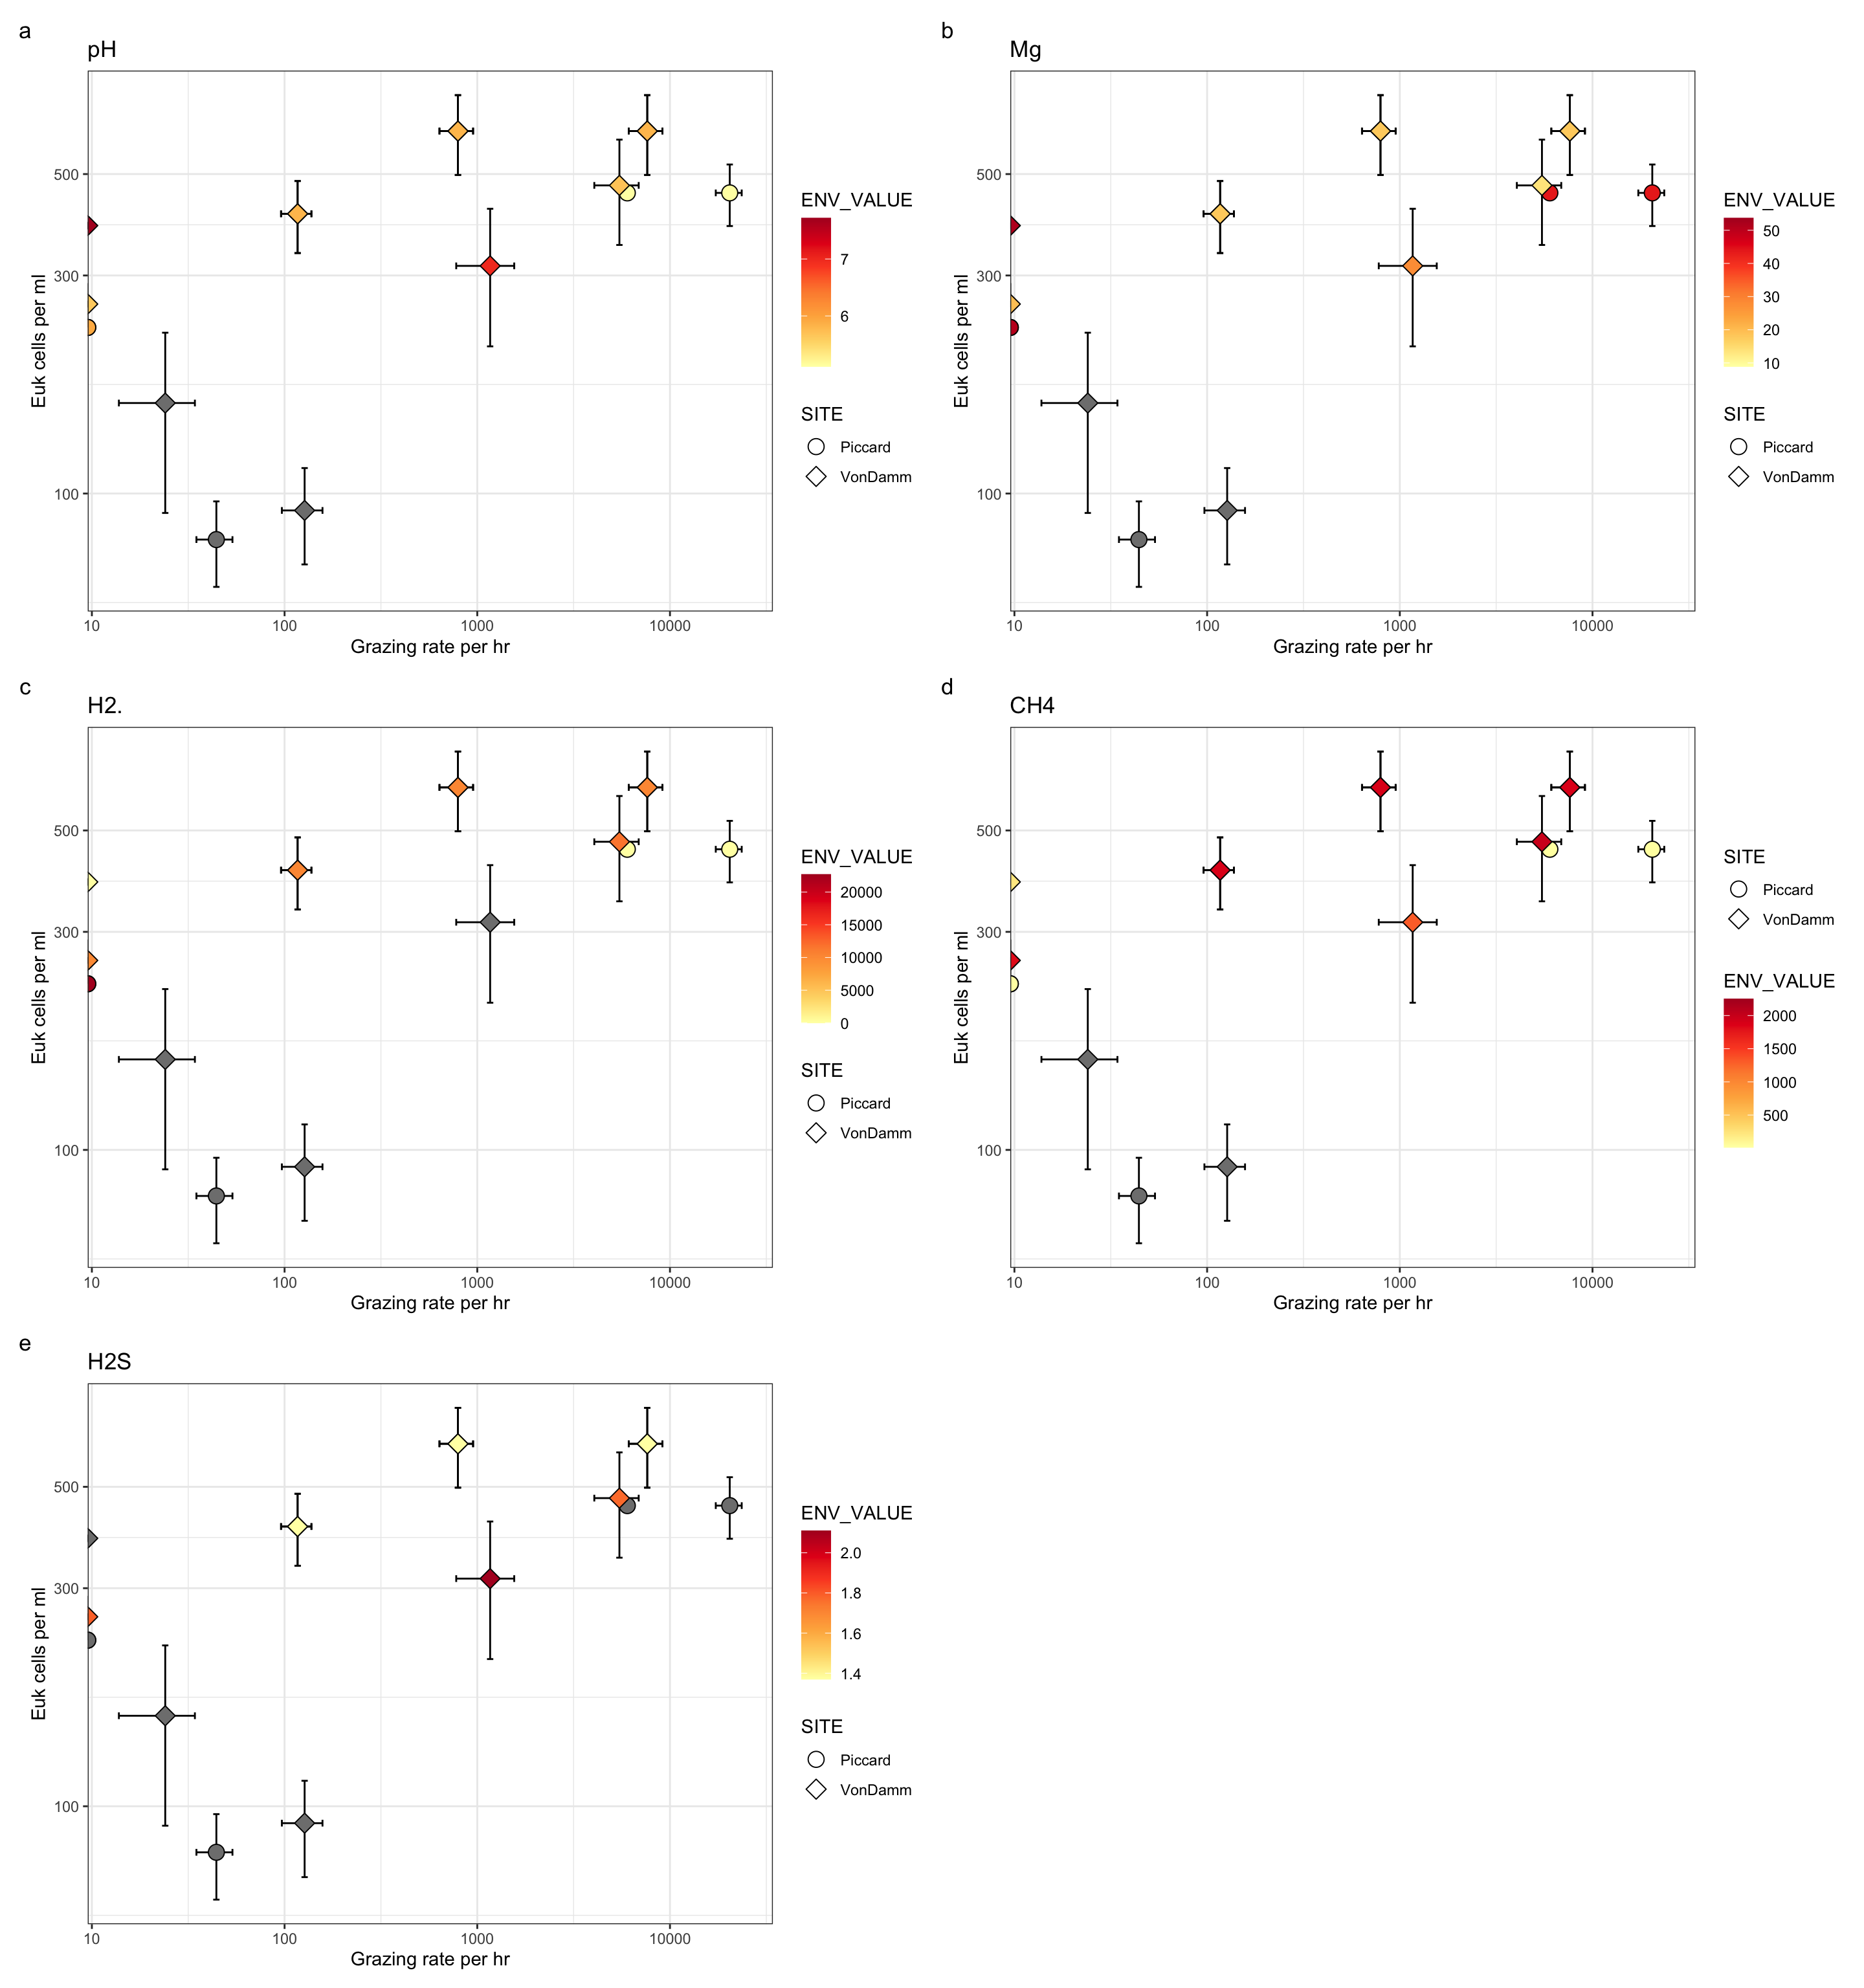 a
pH
Euk cells per ml
500
300
100
10 100 1000 10000
Grazing rate per hr
ENV_VALUE
7
6
SITE
Piccard
VonDamm
b
Mg
Euk cells per ml
500
300
100
10 100 1000 10000
Grazing rate per hr
ENV_VALUE
50
40
30
20
10
SITE
Piccard
VonDamm
c
H2.
Euk cells per ml
500
300
100
10 100 1000 10000
Grazing rate per hr
ENV_VALUE
20000
15000
10000
5000
0
SITE
Piccard
VonDamm
d
CH4
Euk cells per ml
500
300
100
10 100 1000 10000
Grazing rate per hr
SITE
Piccard
VonDamm
ENV_VALUE
2000
1500
1000
500
e
H2S
Euk cells per ml
500
300
100
10 100 1000 10000
Grazing rate per hr
ENV_VALUE
2.0
1.8
1.6
1.4
SITE
Piccard
VonDamm